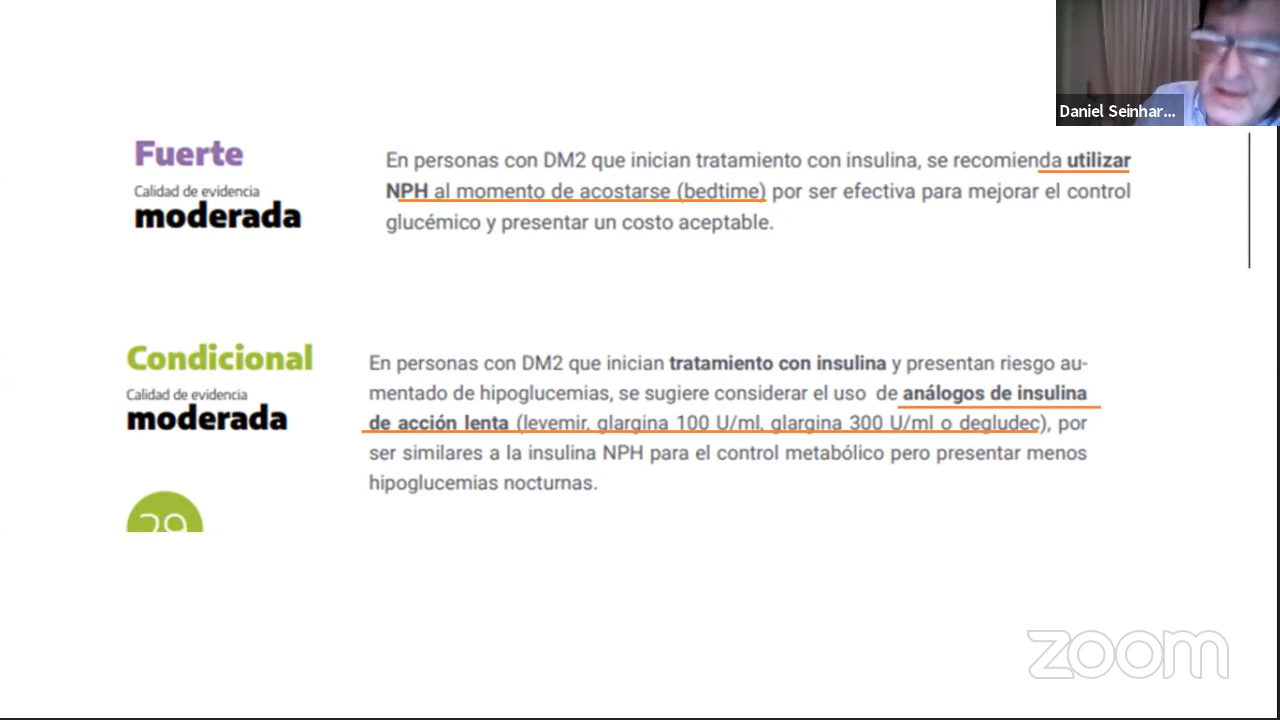 Daniel Seinhar...
Fuerte
Calidad de evidencia
moderada
En personas con DM2 que inician tratamiento con insulina, se recomienda utilizar
NPH al momento de acostarse (bedtime) por ser efectiva para mejorar el control
glucémico y presentar un costo aceptable.
Condicional
Calidad de evidencia
moderada
En personas con DM2 que inician tratamiento con insulina y presentan riesgo au-
mentado de hipoglucemias, se sugiere considerar el uso de análogos de insulina
de acción lenta (levemir, glargina 100 U/ml, glargina 300 U/ml o degludec), por
ser similares a la insulina NPH para el control metabólico pero presentar menos
hipoglucemias nocturnas.
29
zoom